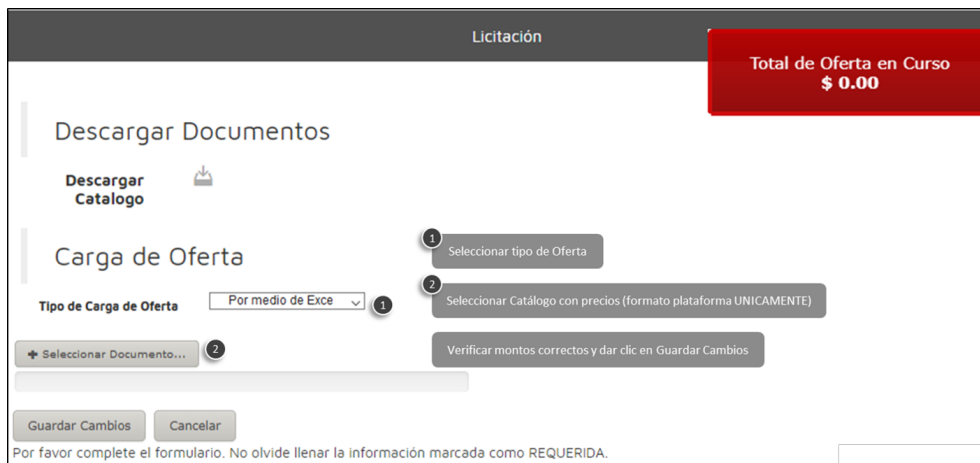 Licitación
Total de Oferta en Curso
$ 0.00
Descargar Documentos
Descargar
Catalogo
Carga de Oferta
1
Seleccionar tipo de Oferta
2
Seleccionar Catálogo con precios (formato plataforma UNICAMENTE)
Tipo de Carga de Oferta
Por medio de Exce
1
+ Seleccionar Documento...
2
Verificar montos correctos y dar clic en Guardar Cambios
Guardar Cambios
Cancelar
Por favor complete el formulario. No olvide llenar la información marcada como REQUERIDA.